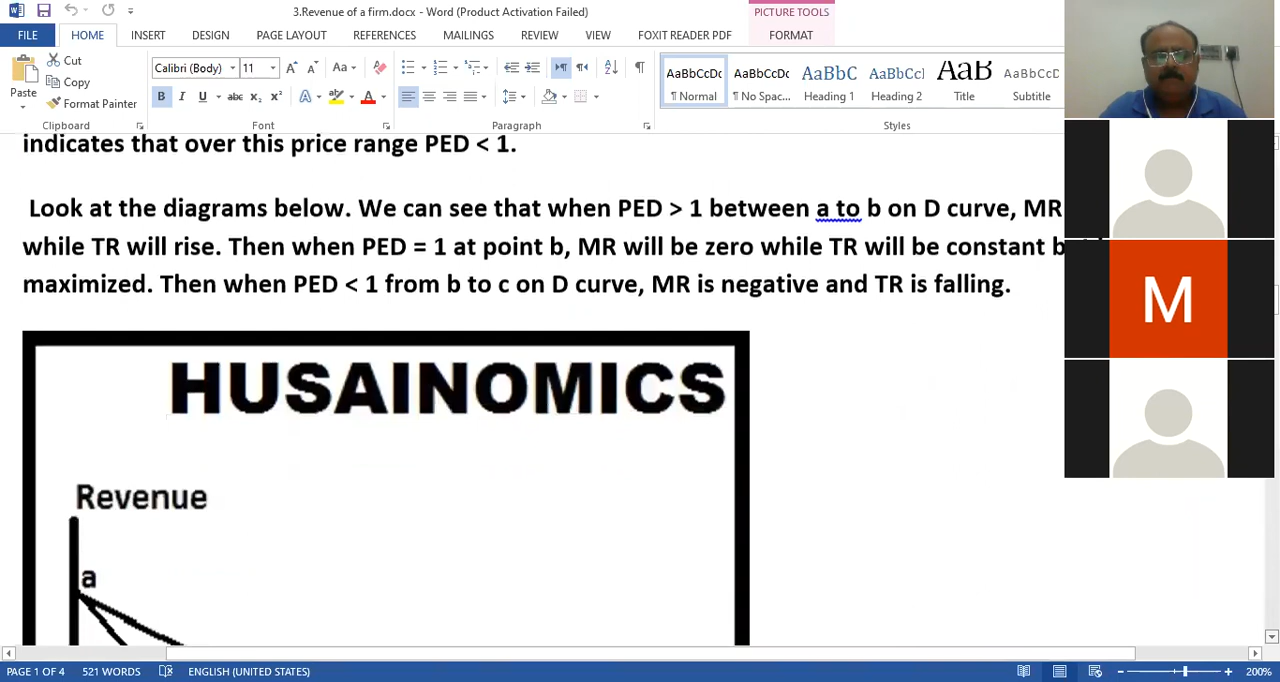 3.Revenue of a firm.docx - Word (Product Activation Failed)
PICTURE TOOLS
FILE HOME INSERT DESIGN PAGE LAYOUT REFERENCES MAILINGS REVIEW VIEW FOXIT READER PDF FORMAT
Paste
Cut
Copy
Format Painter
Clipboard
Calibri (Body) 11
Font
Paragraph
AaBbCcDc AaBbCcDc AaBbC AaBbCcl AaB AaBbCcD
¶ Normal ¶ No Spac... Heading 1 Heading 2 Title Subtitle
Styles
indicates that over this price range PED < 1.
Look at the diagrams below. We can see that when PED > 1 between a to b on D curve, MR
while TR will rise. Then when PED = 1 at point b, MR will be zero while TR will be constant
maximized. Then when PED < 1 from b to c on D curve, MR is negative and TR is falling.
HUSAINOMICS
Revenue
a
M
PAGE 1 OF 4 521 WORDS ENGLISH (UNITED STATES) 200%